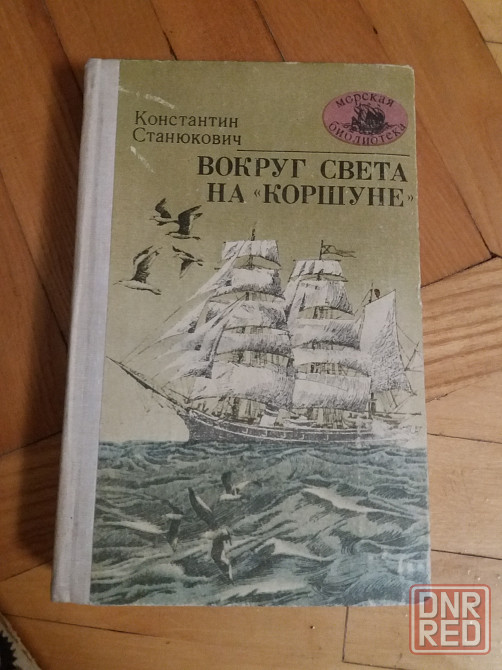 Константин
Станюкович
морская
библиотека
ВОКРУГ СВЕТА
НА «КОРШУНЕ»
DNR
RED